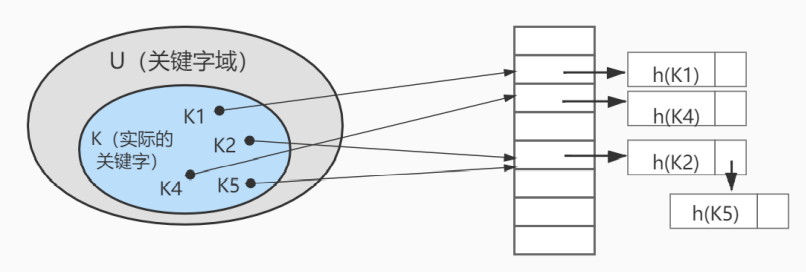 U（关键字域）
K1
K（实际的
关键字）
K2
K4
K5
h(K1)
h(K4)
h(K2)
h(K5)